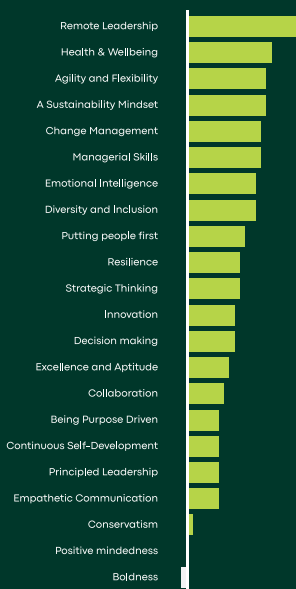 Remote Leadership
Health & Wellbeing
Agility and Flexibility
A Sustainability Mindset
Change Management
Managerial Skills
Emotional Intelligence
Diversity and Inclusion
Putting people first
Resilience
Strategic Thinking
Innovation
Decision making
Excellence and Aptitude
Collaboration
Being Purpose Driven
Continuous Self-Development
Principled Leadership
Empathetic Communication
Conservatism
Positive mindedness
Boldness